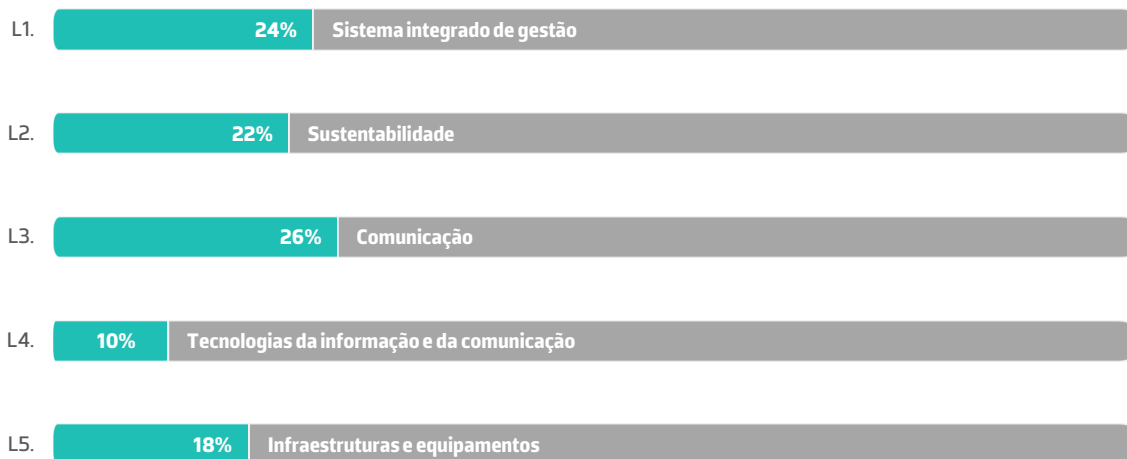 L1. 24% Sistema integrado de gestão
L2. 22% Sustentabilidade
L3. 26% Comunicação
L4. 10% Tecnologias da informação e da comunicação
L5. 18% Infraestruturas e equipamentos